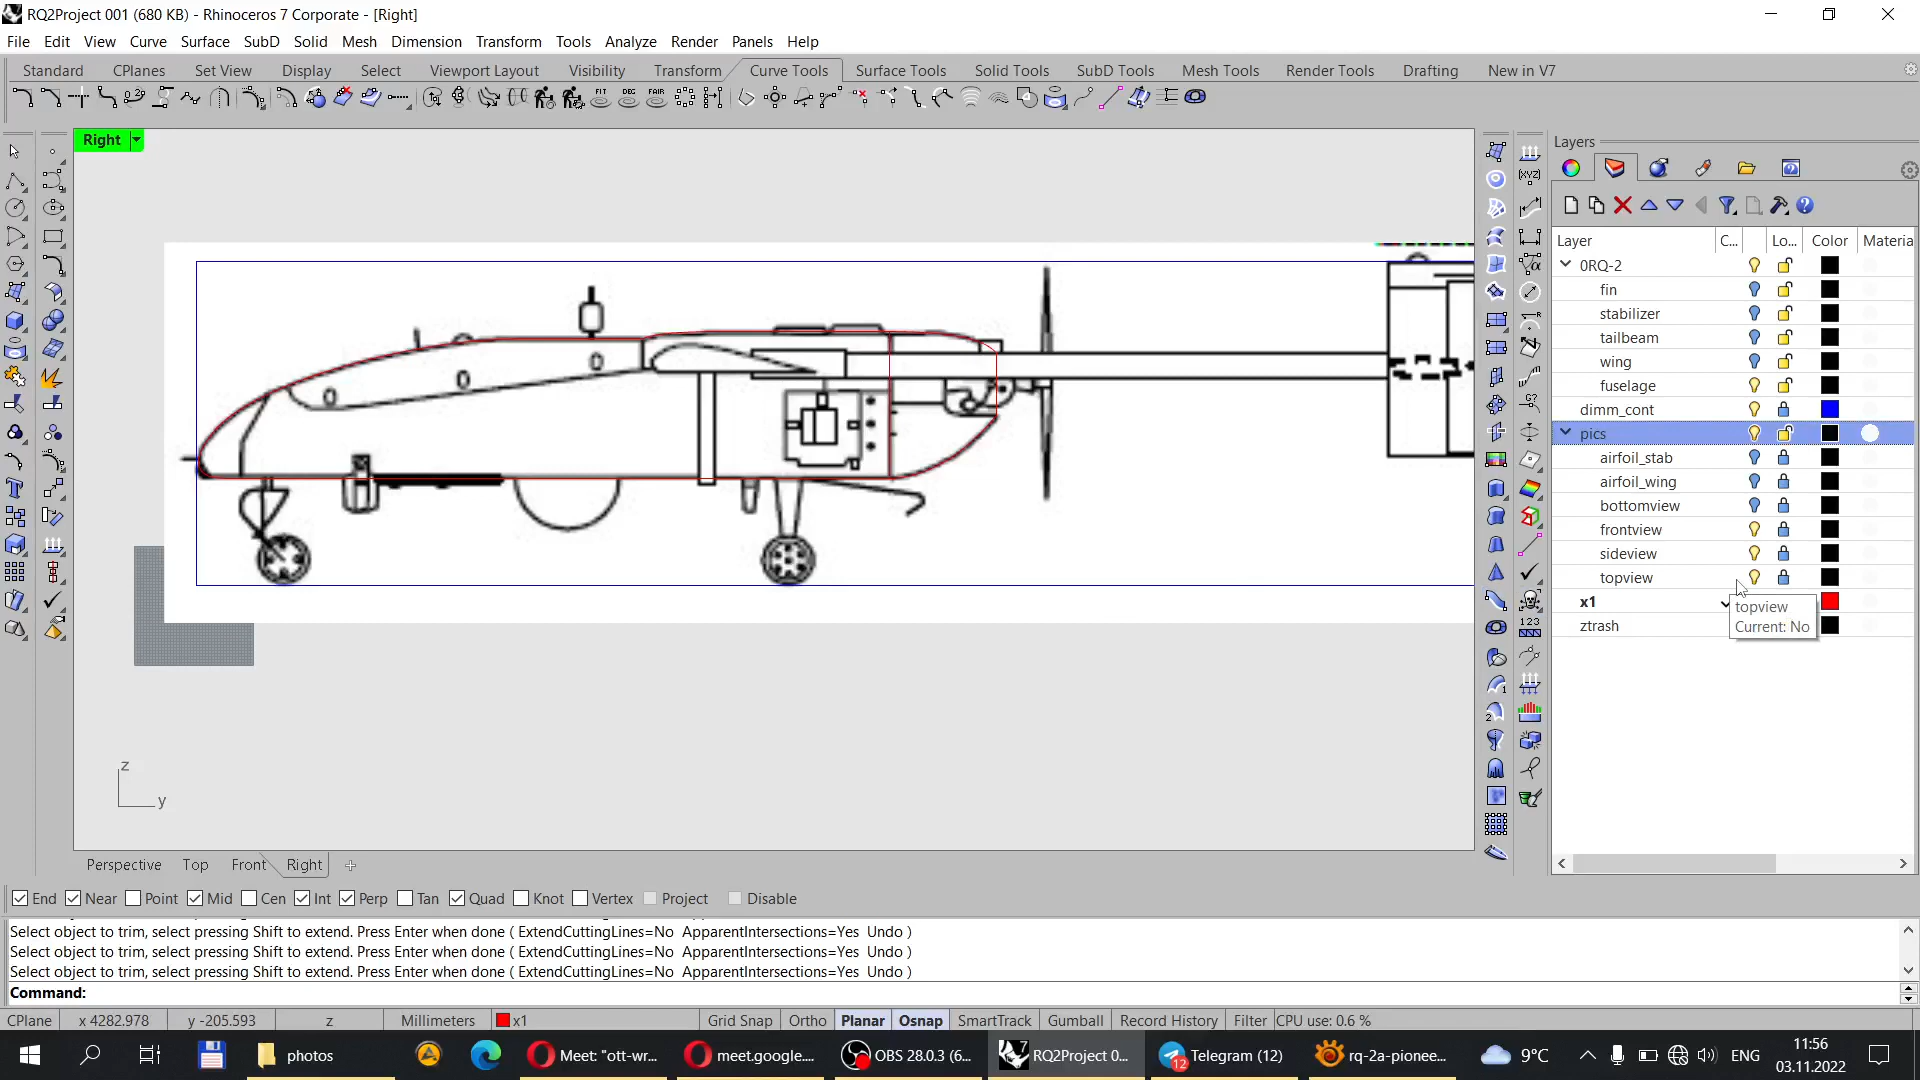 RQ2Project 001 (680 KB) - Rhinoceros 7 Corporate - [Right]
File Edit View Curve Surface SubD Solid Mesh Dimension Transform Tools Analyze Render Panels Help
Standard CPlanes Set View Display Select Viewport Layout Visibility Transform Curve Tools Surface Tools Solid Tools SubD Tools Mesh Tools Render Tools Drafting New in V7
Right
Layers
Layer C... Lo... Color Materia
0RQ-2
fin
stabilizer
tailbeam
wing
fuselage
dimm_cont
pics
airfoil_stab
airfoil_wing
bottomview
frontview
sideview
topview
x1
ztrash
topview
Current: No
z
y
Perspective Top Front Right
End Near Point Mid Cen Int Perp Tan Quad Knot Vertex Project Disable
Select object to trim, select pressing Shift to extend. Press Enter when done ( ExtendCuttingLines=No ApparentIntersections=Yes Undo )
Select object to trim, select pressing Shift to extend. Press Enter when done ( ExtendCuttingLines=No ApparentIntersections=Yes Undo )
Select object to trim, select pressing Shift to extend. Press Enter when done ( ExtendCuttingLines=No ApparentIntersections=Yes Undo )
Command:
CPlane x 4282.978 y -205.593 z Millimeters x1 Grid Snap Ortho Planar Osnap SmartTrack Gumball Record History Filter CPU use: 0.6 %
photos Meet: "ott-wr... meet.google.... OBS 28.0.3 (6... RQ2Project 0... Telegram (12) rq-2a-pionee... 9°C ENG
11:56
03.11.2022